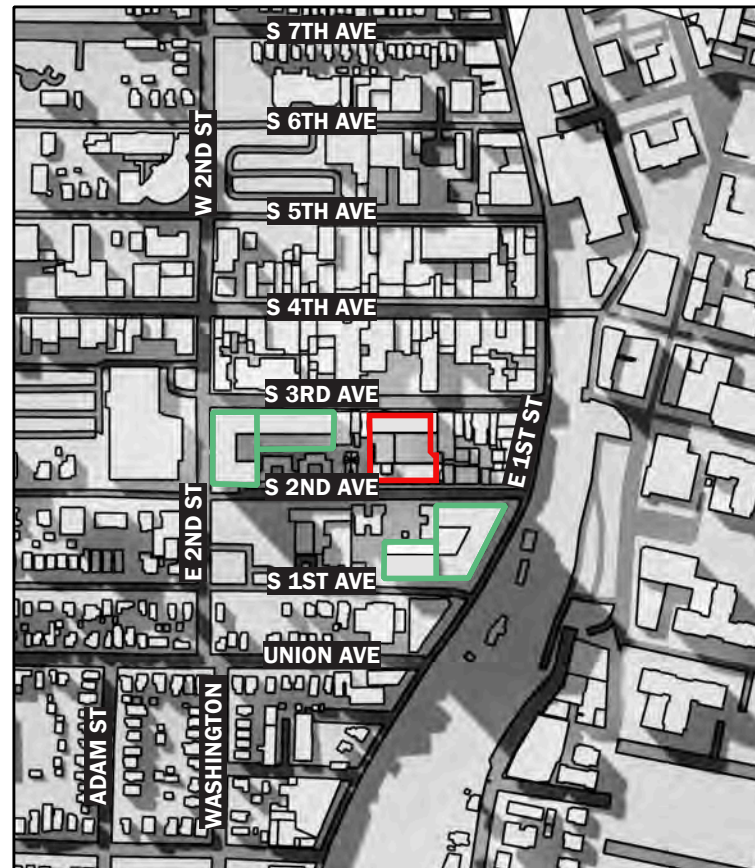 S 7TH AVE
S 6TH AVE
W 2ND ST
S 5TH AVE
S 4TH AVE
S 3RD AVE
E 1ST ST
S 2ND AVE
E 2ND ST
S 1ST AVE
UNION AVE
ADAM ST
WASHINGTON